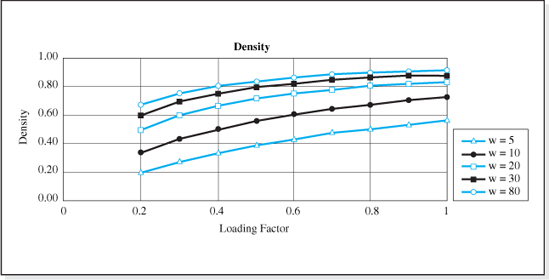 Density
1.00
0.80
0.60
0.40
0.20
0.00
Density
0
0.2
0.4
0.6
0.8
1
Loading Factor
w = 5
w = 10
w = 20
w = 30
w = 80